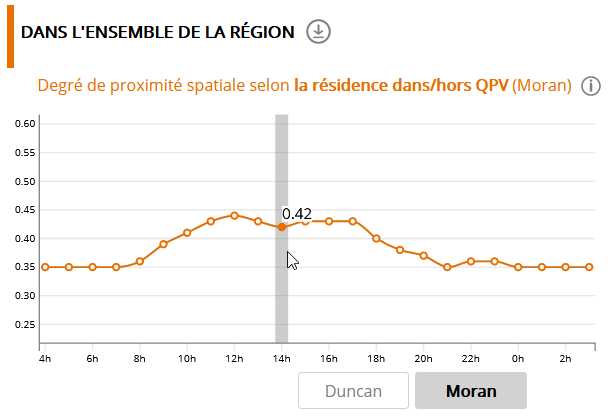 DANS L'ENSEMBLE DE LA RÉGION
Degré de proximité spatiale selon la résidence dans/hors QPV (Moran) i
0.60
0.55
0.50
0.45
0.42
0.40
0.35
0.30
0.25
4h 6h 8h 10h 12h 14h 16h 18h 20h 22h 0h 2h
Duncan Moran